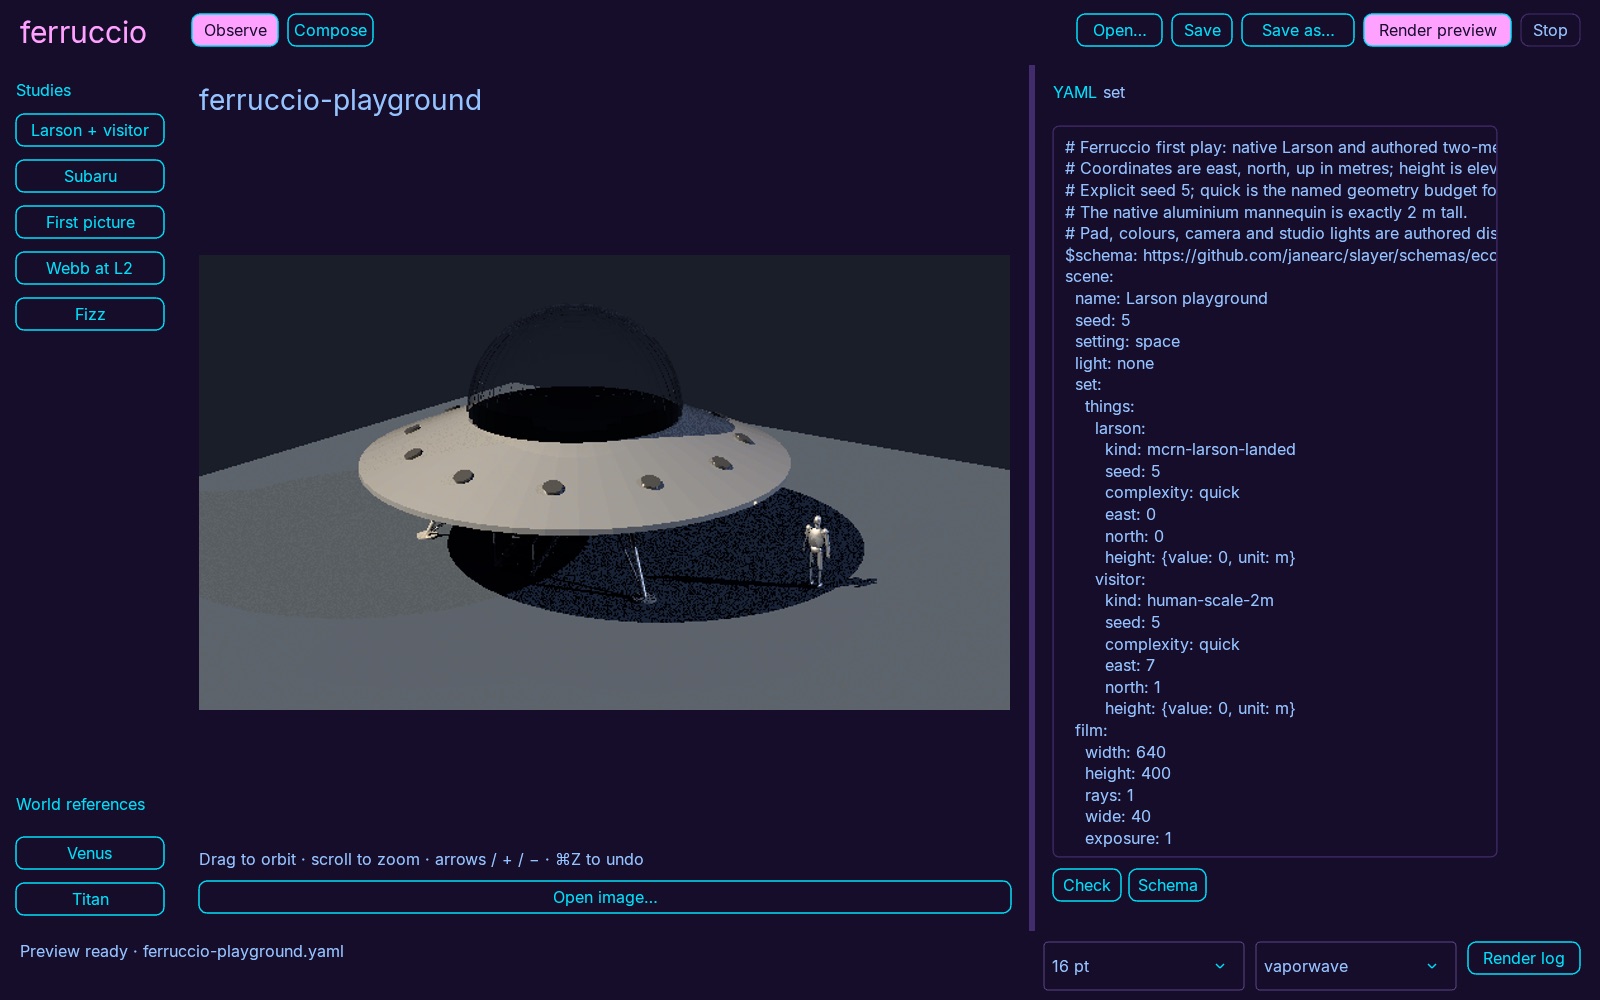 ferruccio
Observe
Compose
Open...
Save
Save as...
Render preview
Stop
Studies
Larson + visitor
Subaru
First picture
Webb at L2
Fizz
World references
Venus
Titan
ferruccio-playground
Drag to orbit · scroll to zoom · arrows / + / − · ⌘Z to undo
Open image...
YAML set
# Ferruccio first play: native Larson and authored two-me
# Coordinates are east, north, up in metres; height is elev
# Explicit seed 5; quick is the named geometry budget fo
# The native aluminium mannequin is exactly 2 m tall.
# Pad, colours, camera and studio lights are authored dis
$schema: https://github.com/janearc/slayer/schemas/ecc
scene:
name: Larson playground
seed: 5
setting: space
light: none
set:
things:
larson:
kind: mcrn-larson-landed
seed: 5
complexity: quick
east: 0
north: 0
height: {value: 0, unit: m}
visitor:
kind: human-scale-2m
seed: 5
complexity: quick
east: 7
north: 1
height: {value: 0, unit: m}
film:
width: 640
height: 400
rays: 1
wide: 40
exposure: 1
Check
Schema
Preview ready · ferruccio-playground.yaml
16 pt
vaporwave
Render log